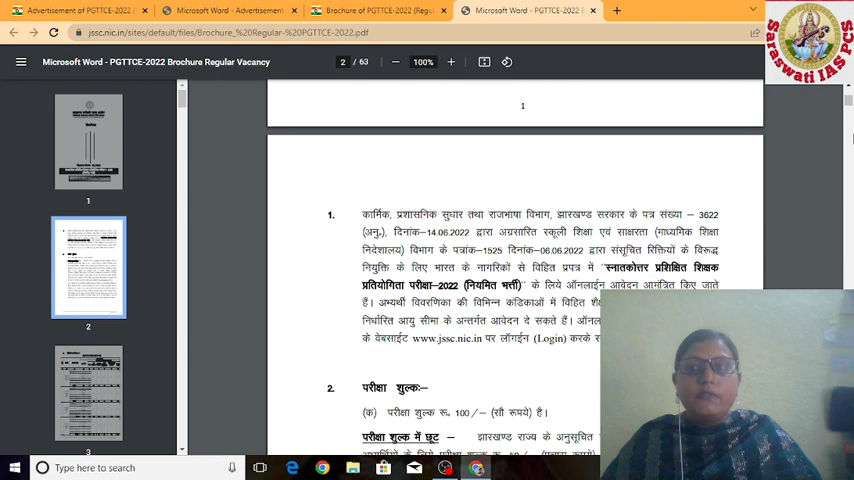 Advertisement of PGTTCE-2022 (
Microsoft Word - Advertisement
Brochure of PGTTCE-2022 (Regul
Microsoft Word - PGTTCE-2022 B
jssc.nic.in/sites/default/files/Brochure_%20Regular-%20PGTTCE-2022.pdf
Saraswati IAS PCS
Microsoft Word - PGTTCE-2022 Brochure Regular Vacancy
2 / 63
100%
1
1. कार्मिक, प्रशासनिक सुधार तथा राजभाषा विभाग, झारखण्ड सरकार के पत्र संख्या – 3622
(अनु०), दिनांक-14.06.2022 द्वारा अग्रसारित स्कूली शिक्षा एवं साक्षरता (माध्यमिक शिक्षा
निदेशालय) विभाग के पत्रांक-1525 दिनांक-06.06.2022 द्वारा संसूचित रिक्तियों के विरूद्ध
नियुक्ति के लिए भारत के नागरिकों से विहित प्रपत्र में "स्नातकोत्तर प्रशिक्षित शिक्षक
प्रतियोगिता परीक्षा–2022 (नियमित भर्ती)" के लिये ऑनलाईन आवेदन आमंत्रित किए जाते
हैं। अभ्यर्थी विवरणिका की विभिन्न कंडिकाओं में विहित
निर्धारित आयु सीमा के अन्तर्गत आवेदन दे सकते हैं।
के वेबसाईट www.jssc.nic.in पर लॉगईन (Login) करके
2. परीक्षा शुल्कः–
(क) परीक्षा शुल्क रू० 100/– (सौ रूपये) है।
परीक्षा शुल्क में छूट – झारखण्ड राज्य के अनुसूचित
1
2
3
Type here to search